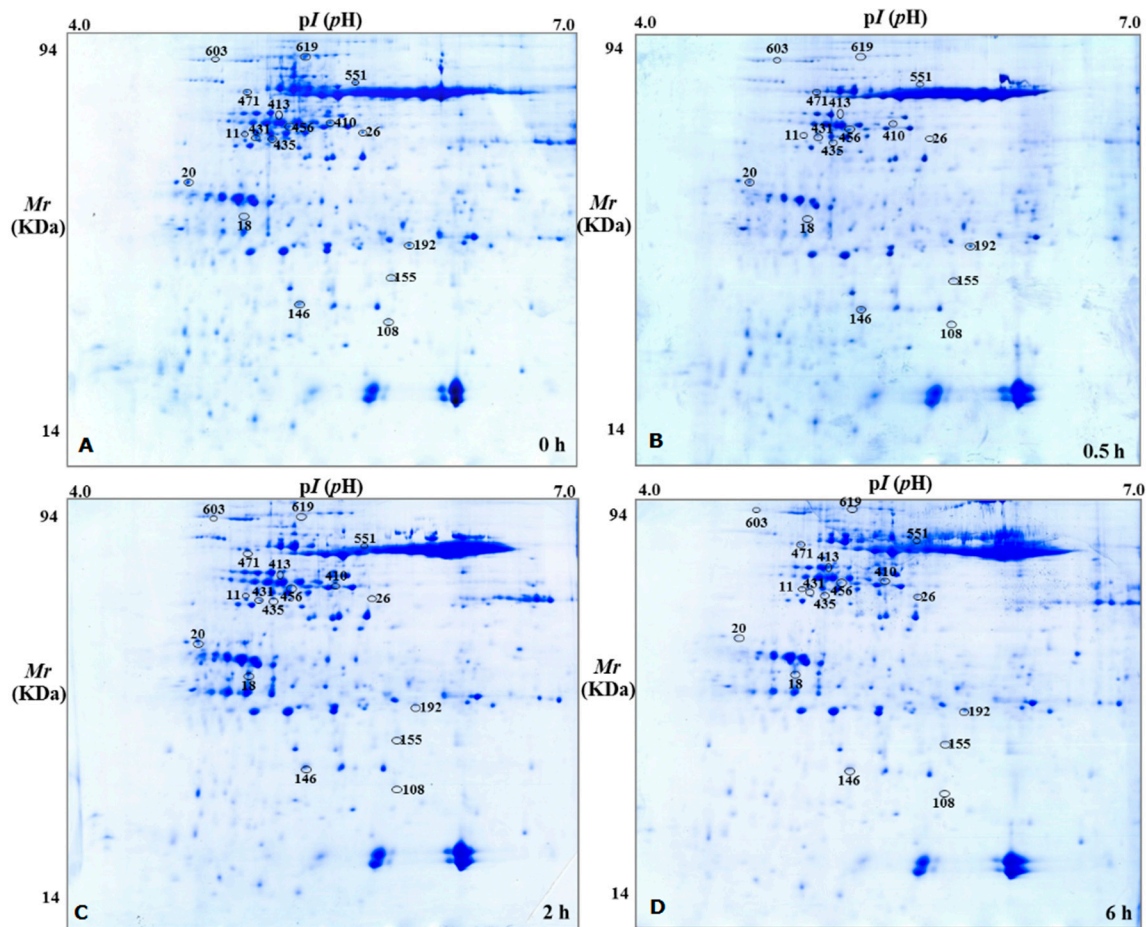 4.0 pI (pH) 7.0
94
603 619
551
471 413
11 431 456 410 26
435
20
Mr
(KDa)
18
192
155
146
108
14
A 0 h
4.0 pI (pH) 7.0
94
603 619
551
471 413
11 431 456 410 26
435
20
Mr
(KDa)
18
192
155
146
108
14
B 0.5 h
4.0 pI (pH) 7.0
94
603 619
551
471 413 410
11 431 456 26
435
20
Mr
(KDa)
18
192
155
146
108
14
C 2 h
4.0 pI (pH) 7.0
94
603 619
551
471 413 410
11 431 456 26
435
20
Mr
(KDa)
18
192
155
146
108
14
D 6 h